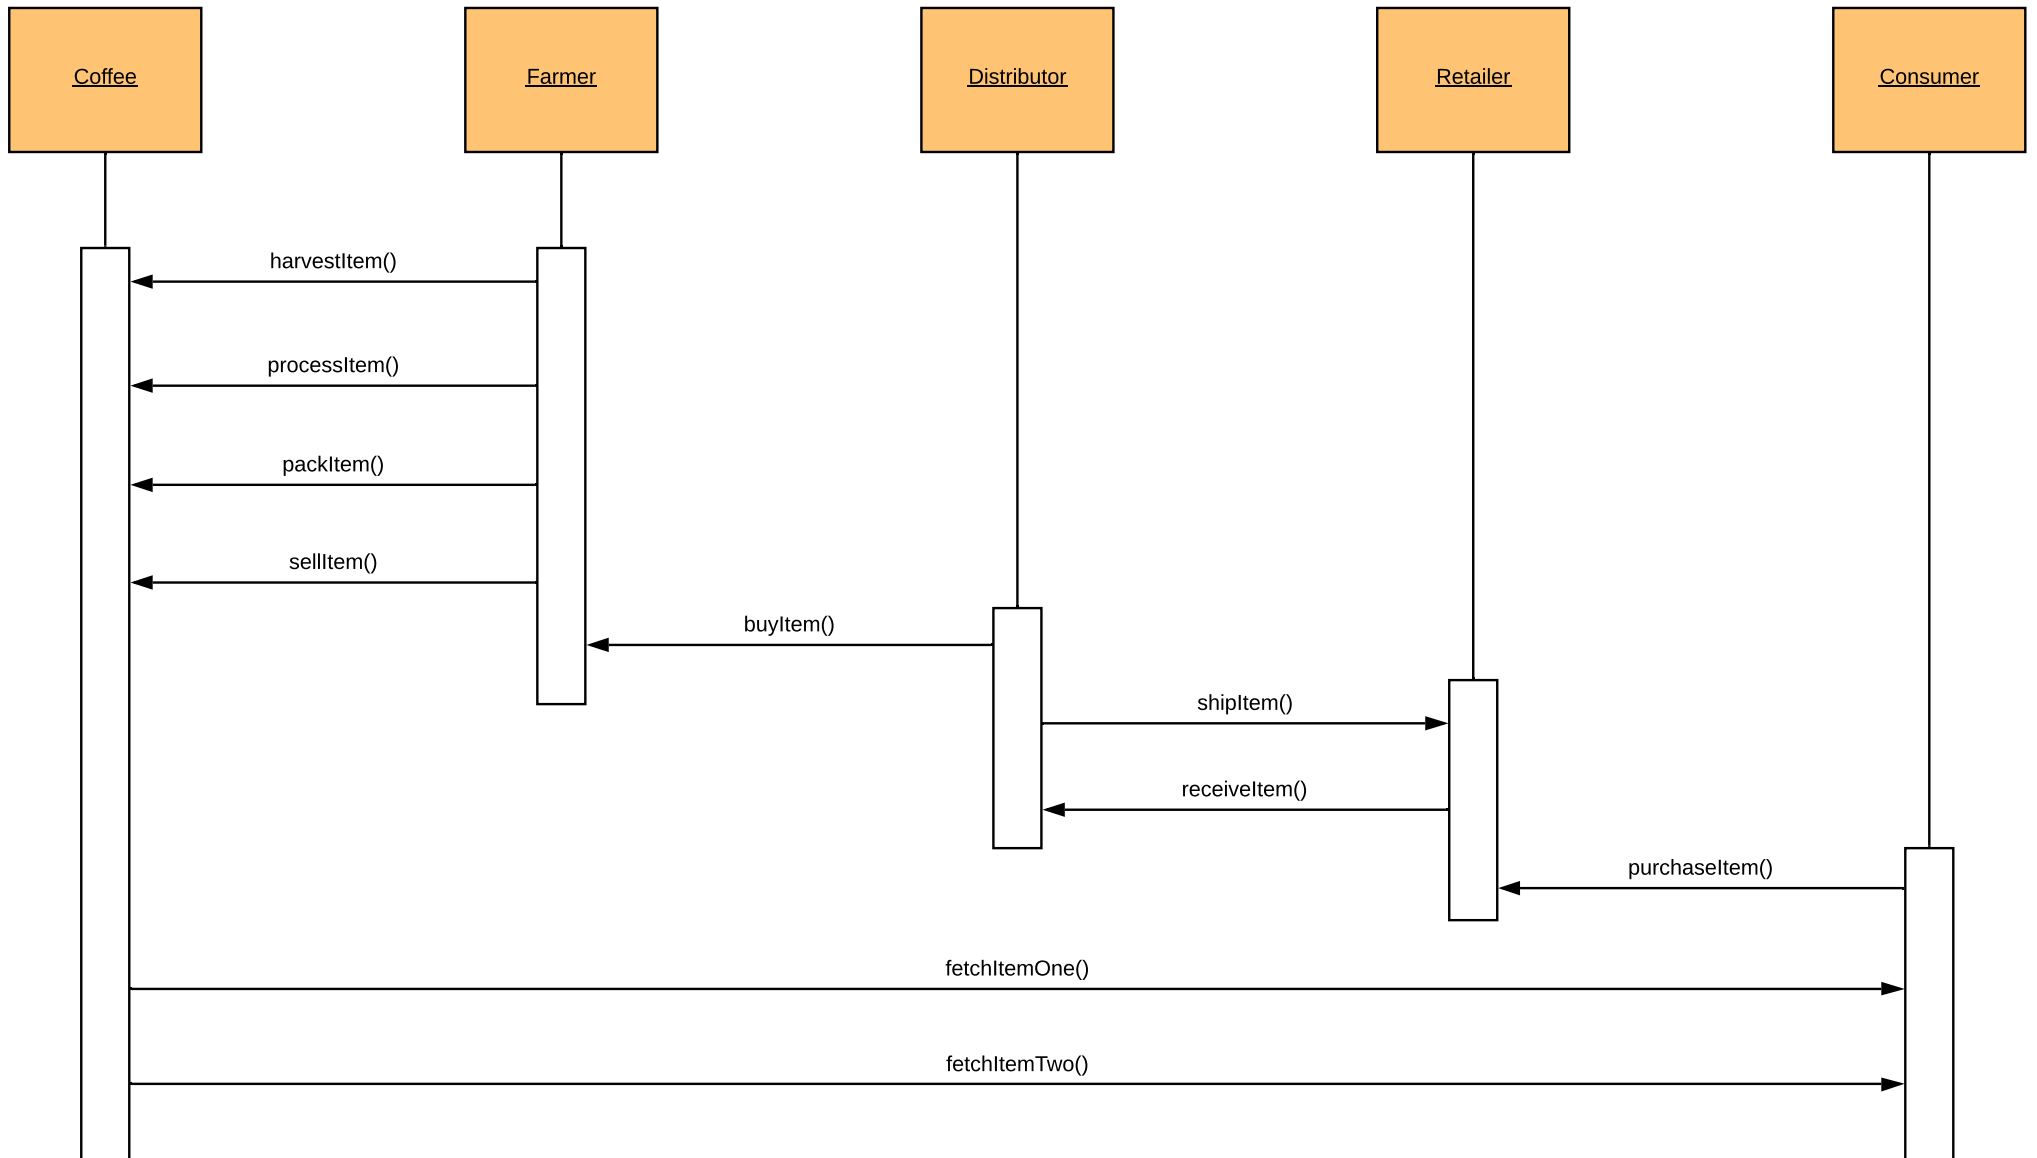 Coffee
Farmer
Distributor
Retailer
Consumer
harvestItem()
processItem()
packItem()
sellItem()
buyItem()
shipItem()
receiveItem()
purchaseItem()
fetchItemOne()
fetchItemTwo()